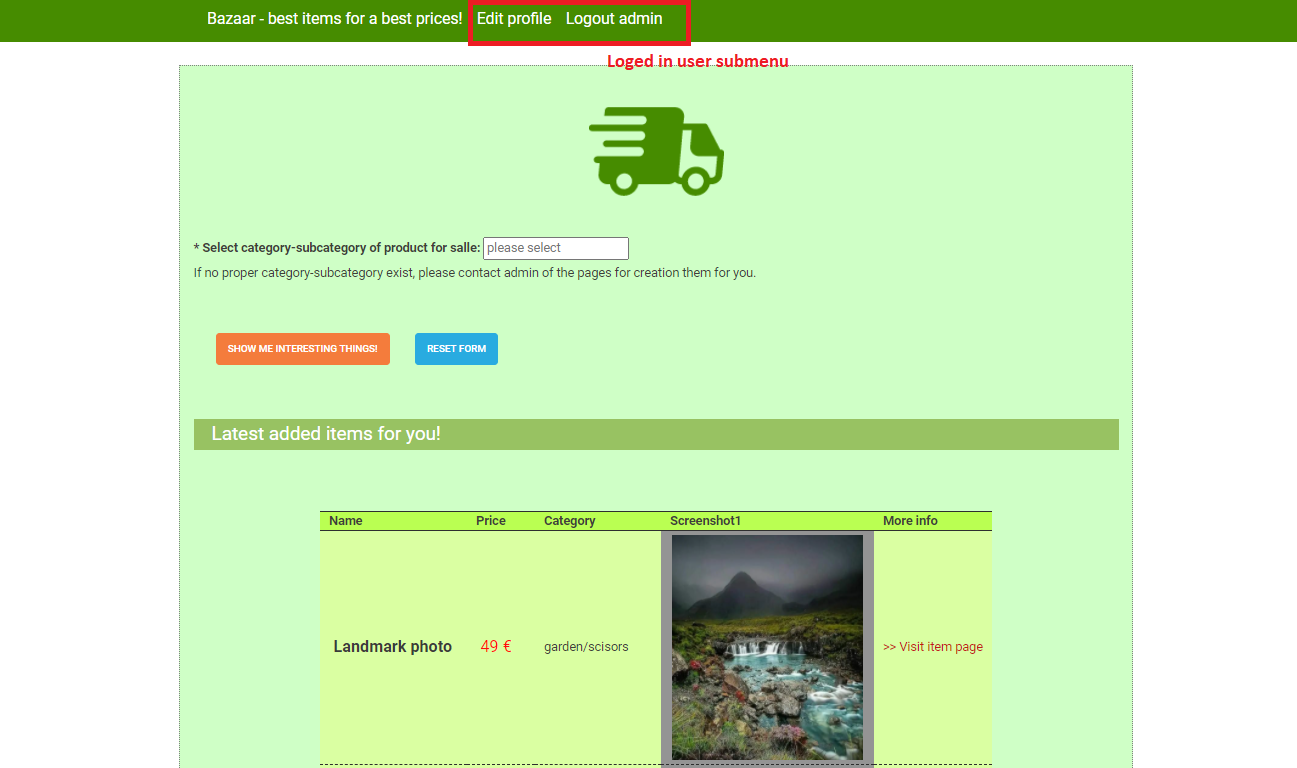 Bazaar - best items for a best prices! Edit profile Logout admin
Loged in user submenu
* Select category-subcategory of product for salle: please select
If no proper category-subcategory exist, please contact admin of the pages for creation them for you.
SHOW ME INTERESTING THINGS! RESET FORM
Latest added items for you!
Name Price Category Screenshot1 More info
Landmark photo 49 € garden/scisors >> Visit item page